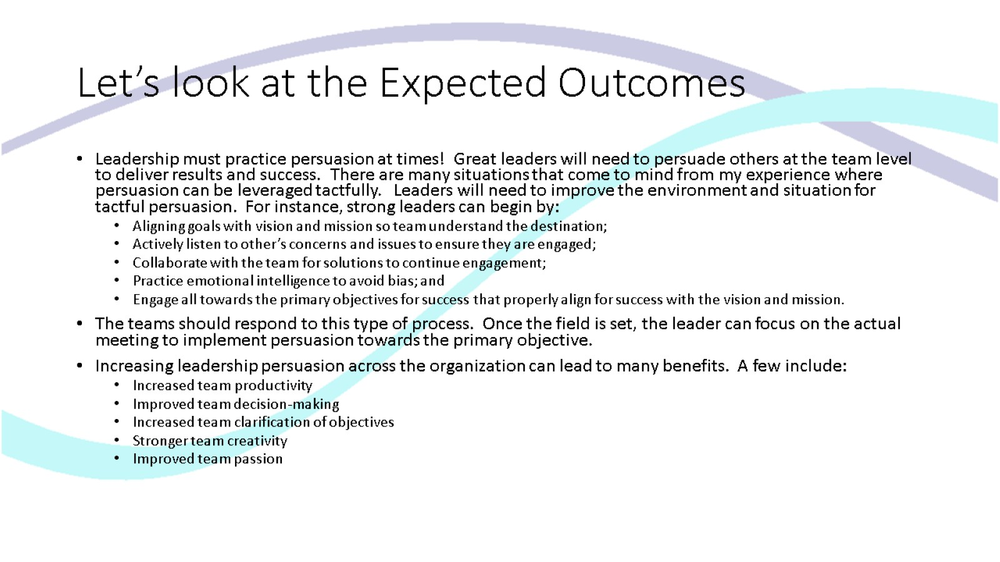 Let’s look at the Expected Outcomes
• Leadership must practice persuasion at times!  Great leaders will need to persuade others at the team level
to deliver results and success.  There are many situations that come to mind from my experience where
persuasion can be leveraged tactfully.   Leaders will need to improve the environment and situation for
tactful persuasion.  For instance, strong leaders can begin by:
• Aligning goals with vision and mission so team understand the destination;
• Actively listen to other’s concerns and issues to ensure they are engaged;
• Collaborate with the team for solutions to continue engagement;
• Practice emotional intelligence to avoid bias; and
• Engage all towards the primary objectives for success that properly align for success with the vision and mission.
• The teams should respond to this type of process.  Once the field is set, the leader can focus on the actual
meeting to implement persuasion towards the primary objective.
• Increasing leadership persuasion across the organization can lead to many benefits.  A few include:
• Increased team productivity
• Improved team decision-making
• Increased team clarification of objectives
• Stronger team creativity
• Improved team passion